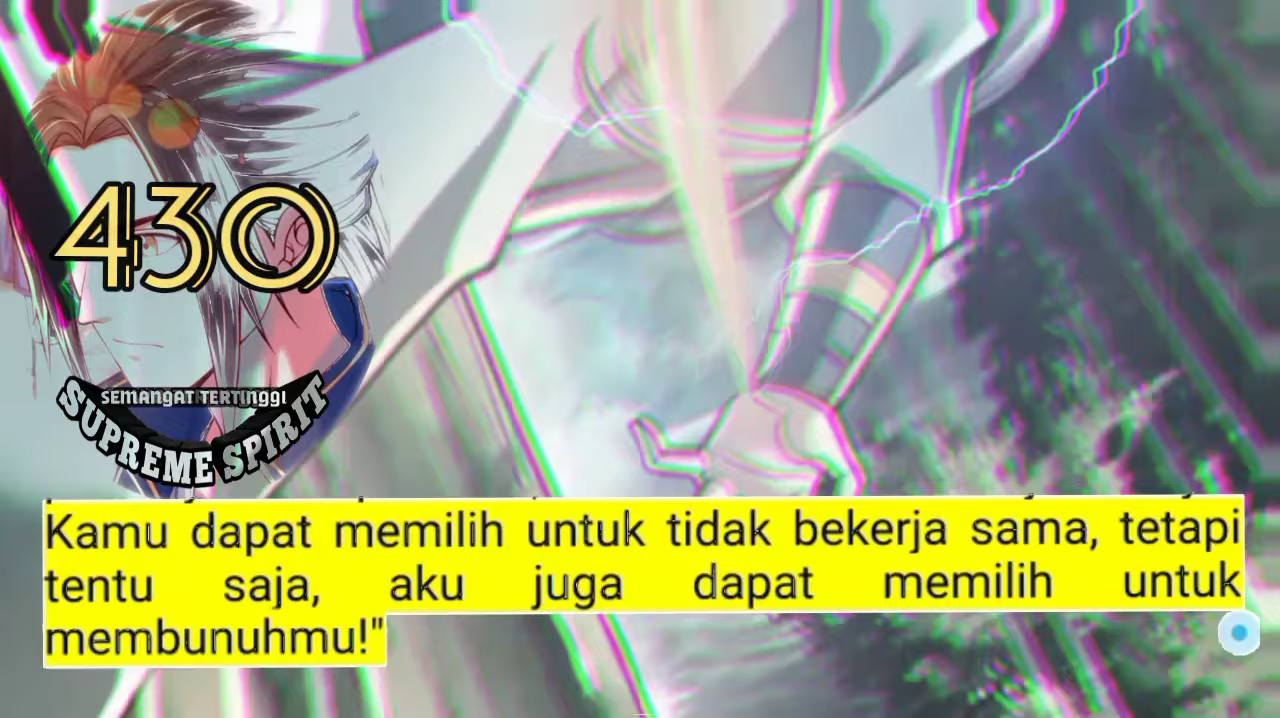 430
SEMANGAT TERTINGGI
SUPREME SPIRIT
Kamu dapat memilih untuk tidak bekerja sama, tetapi
tentu saja, aku juga dapat memilih untuk
membunuhmu!"